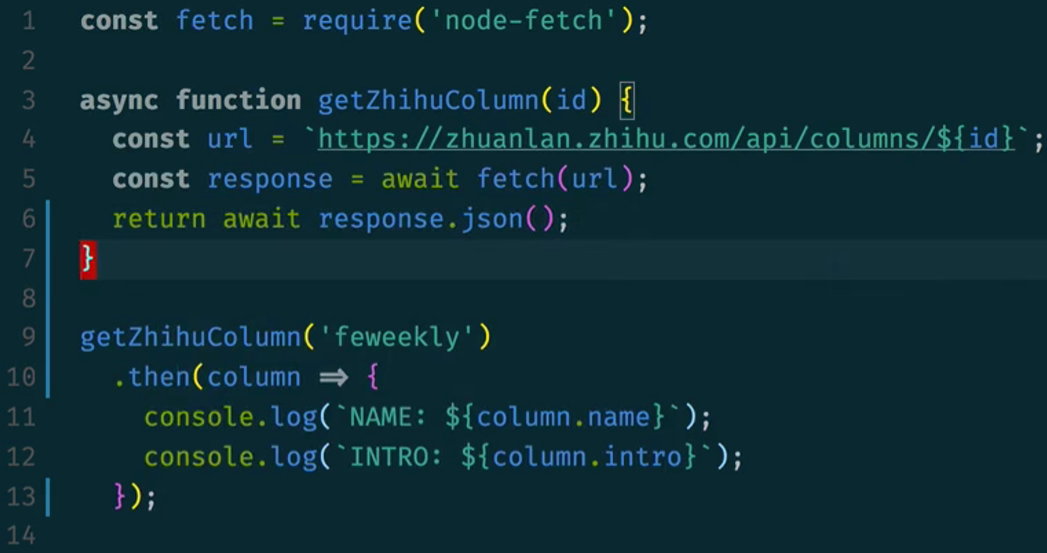 1 const fetch = require('node-fetch');
2
3 async function getZhihuColumn(id) {
4 const url = `https://zhuanlan.zhihu.com/api/columns/${id}`;
5 const response = await fetch(url);
6 return await response.json();
7 }
8
9 getZhihuColumn('feweekly')
10 .then(column => {
11 console.log(`NAME: ${column.name}`);
12 console.log(`INTRO: ${column.intro}`);
13 });
14